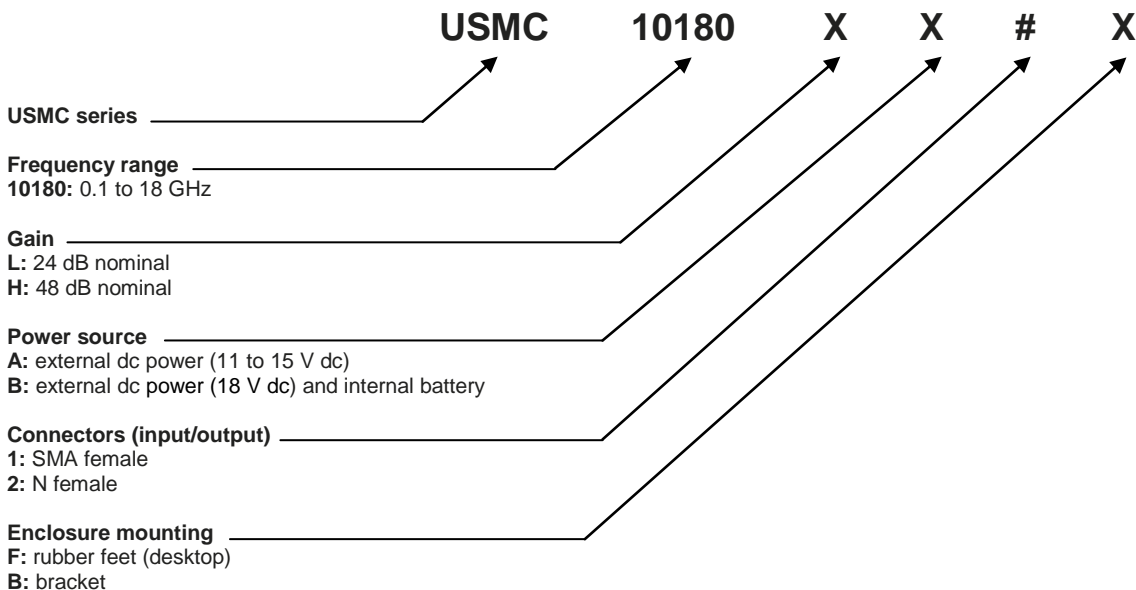 USMC 10180 X X # X
USMC series
Frequency range
10180: 0.1 to 18 GHz
Gain
L: 24 dB nominal
H: 48 dB nominal
Power source
A: external dc power (11 to 15 V dc)
B: external dc power (18 V dc) and internal battery
Connectors (input/output)
1: SMA female
2: N female
Enclosure mounting
F: rubber feet (desktop)
B: bracket